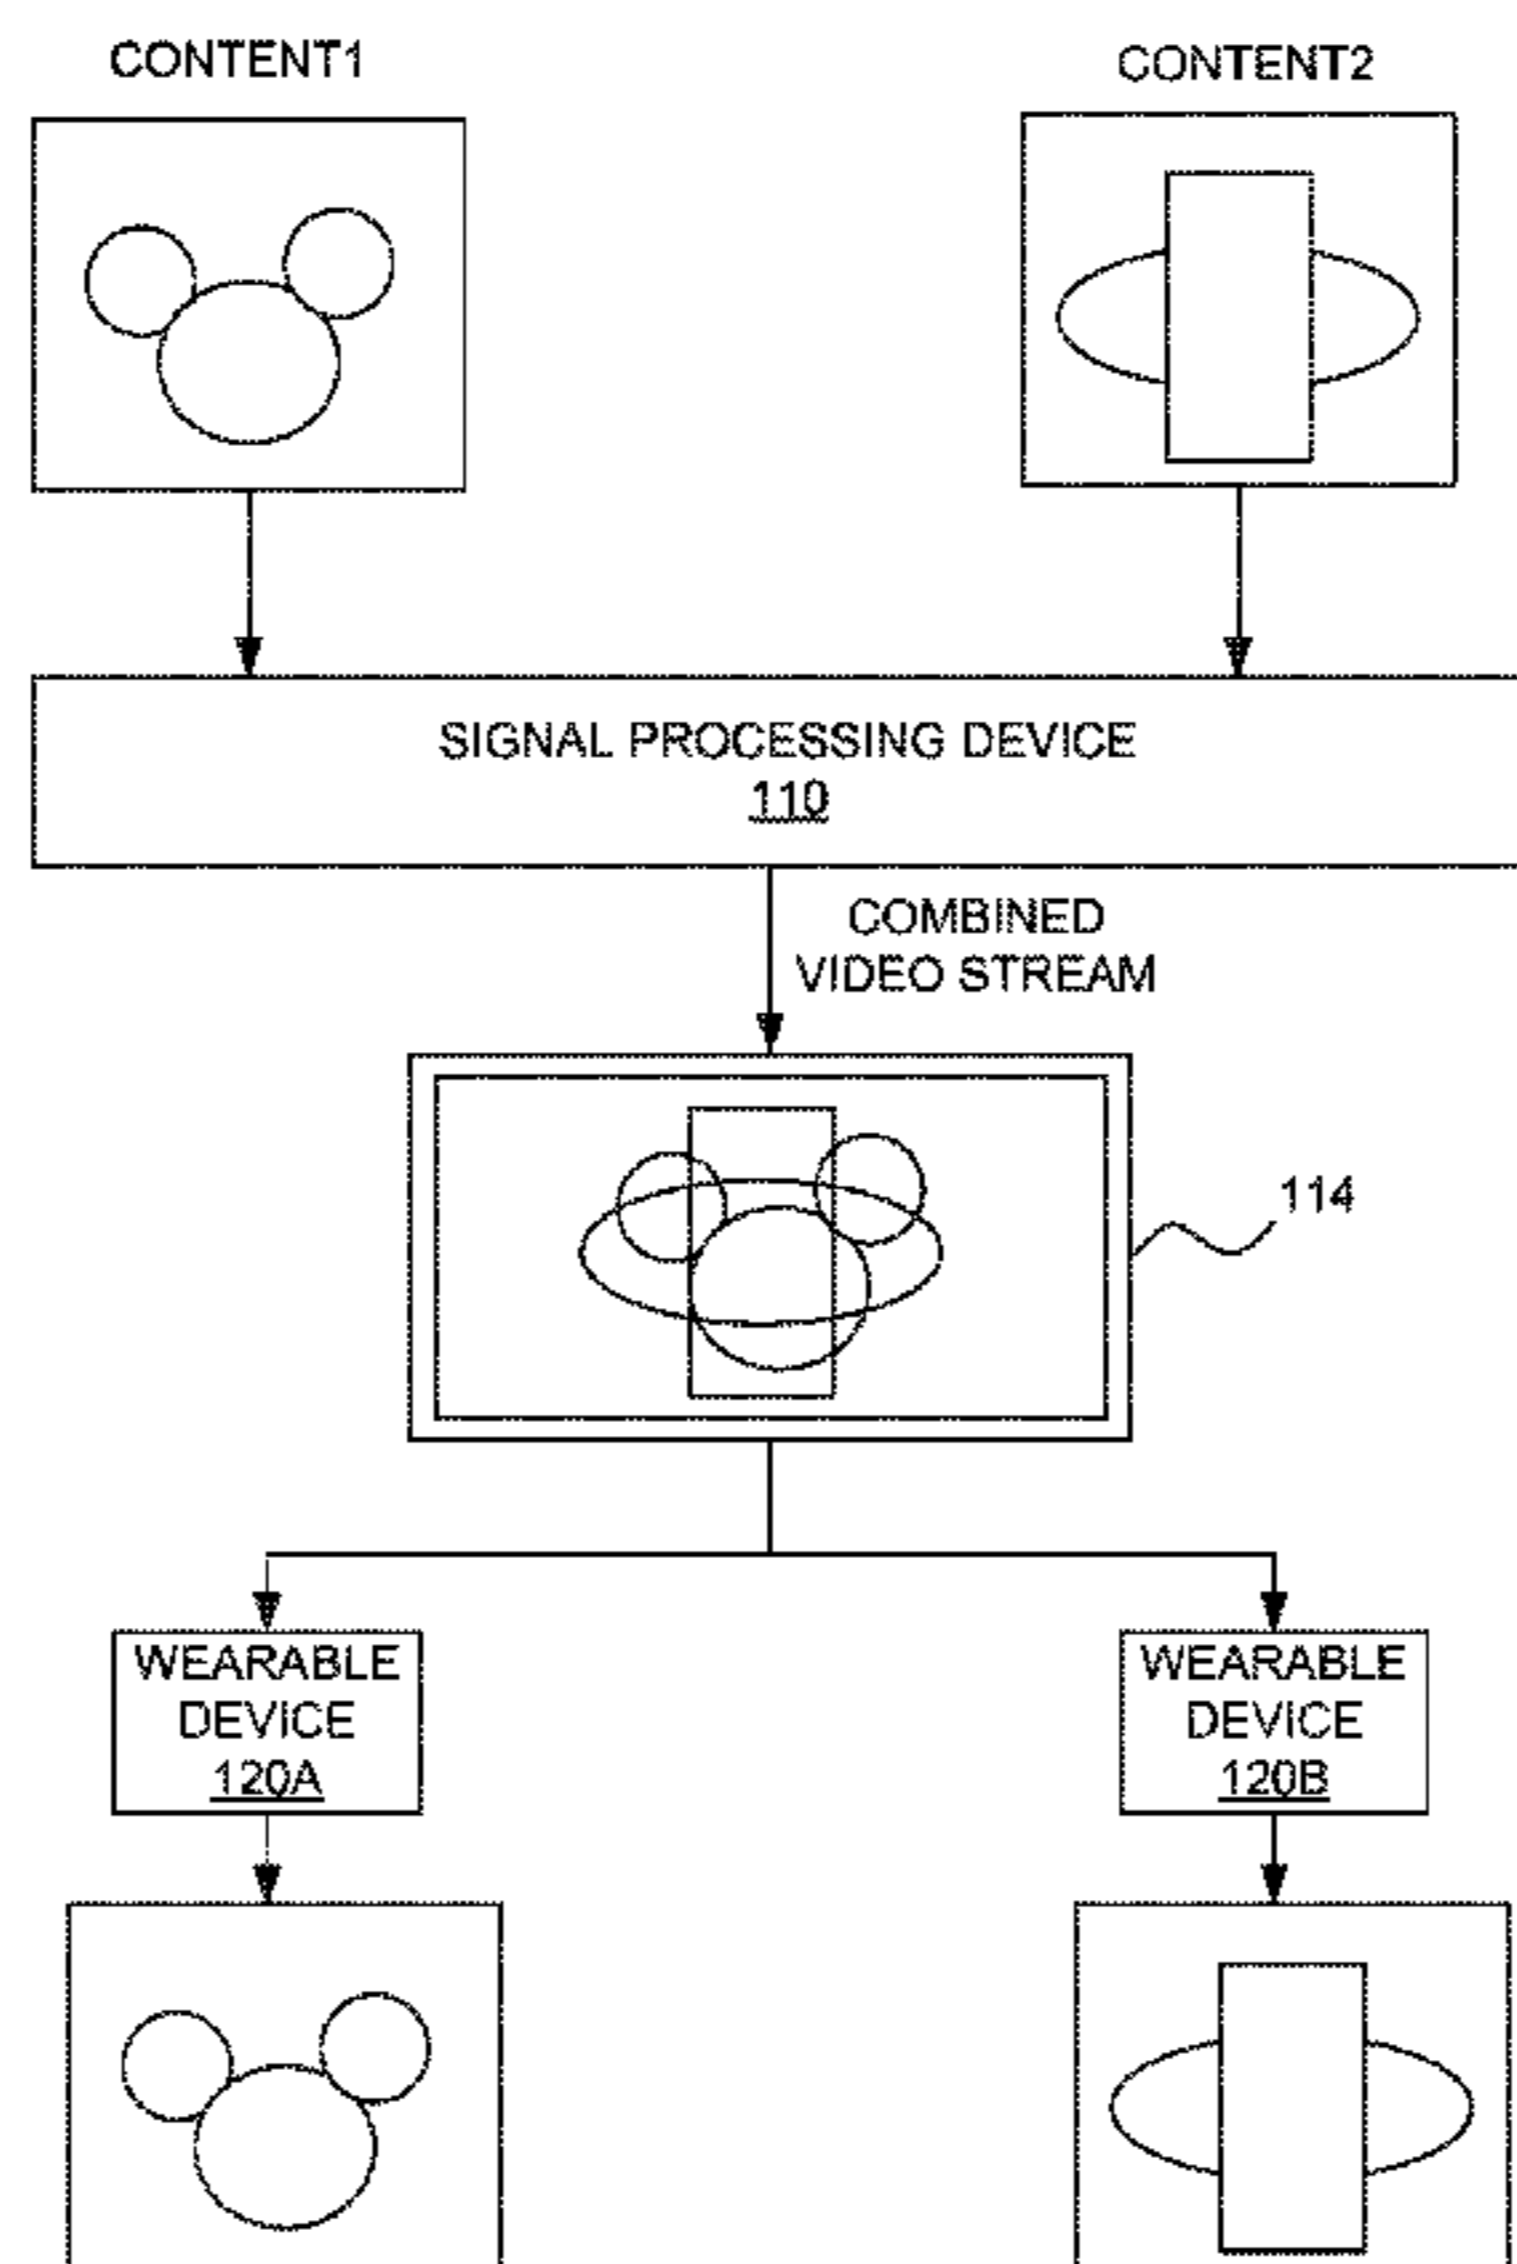 CONTENT1
CONTENT2
SIGNAL PROCESSING DEVICE
110
COMBINED
VIDEO STREAM
114
WEARABLE
DEVICE
120A
WEARABLE
DEVICE
120B